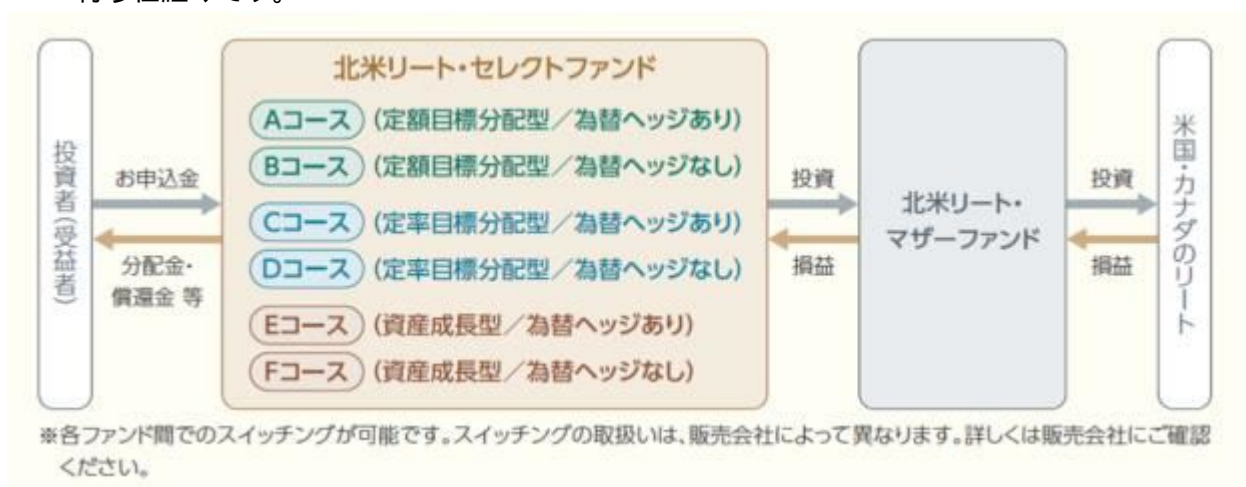 行う仕組みです。
北米リート・セレクトファンド
Aコース (定額目標分配型/為替ヘッジあり)
Bコース (定額目標分配型/為替ヘッジなし)
Cコース (定率目標分配型/為替ヘッジあり)
Dコース (定率目標分配型/為替ヘッジなし)
Eコース (資産成長型/為替ヘッジあり)
Fコース (資産成長型/為替ヘッジなし)
投資者(受益者)
お申込金
分配金・
償還金 等
投資
損益
北米リート・
マザーファンド
投資
損益
米国・カナダのリート
※各ファンド間でのスイッチングが可能です。スイッチングの取扱いは、販売会社によって異なります。詳しくは販売会社にご確認
ください。